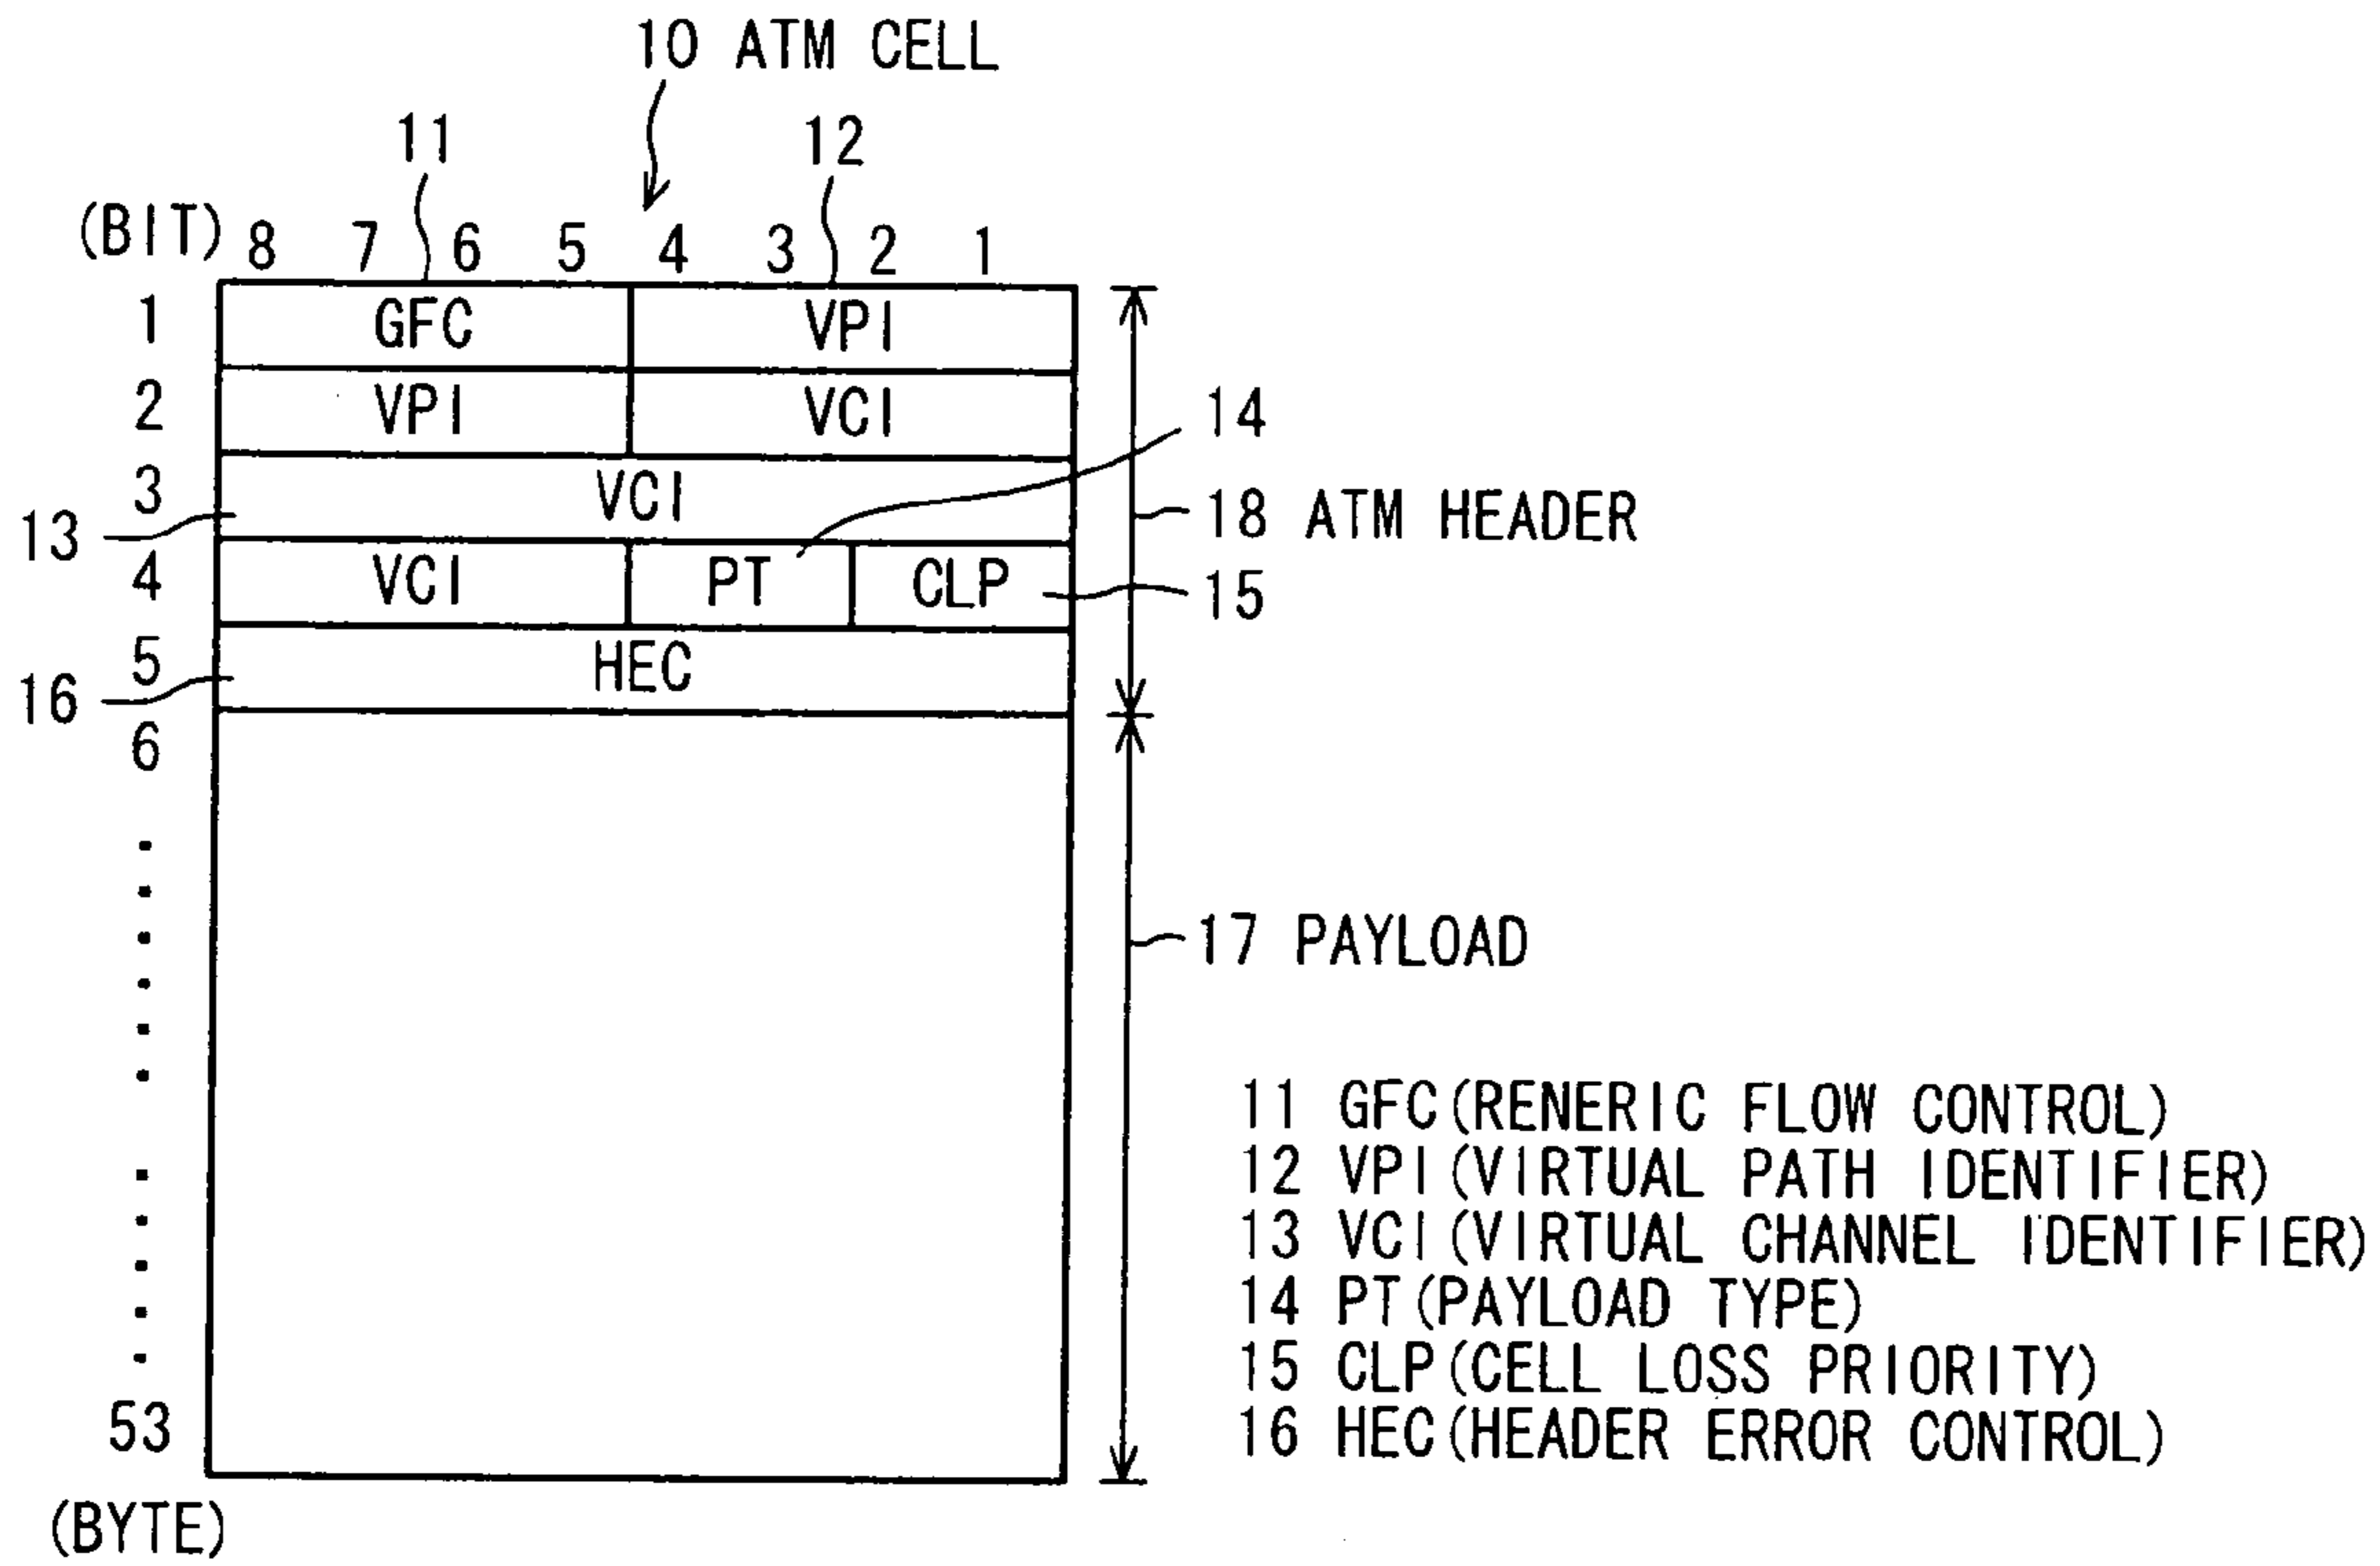 10 ATM CELL
11
12
(BIT) 8 7 6 5 4 3 2 1
1 GFC VPI
2 VPI VCI
14
3 VCI
13
18 ATM HEADER
4 VCI PT CLP
15
5 HEC
16
6
17 PAYLOAD
53
(BYTE)
11 GFC(RENERIC FLOW CONTROL)
12 VPI(VIRTUAL PATH IDENTIFIER)
13 VCI(VIRTUAL CHANNEL IDENTIFIER)
14 PT(PAYLOAD TYPE)
15 CLP(CELL LOSS PRIORITY)
16 HEC(HEADER ERROR CONTROL)